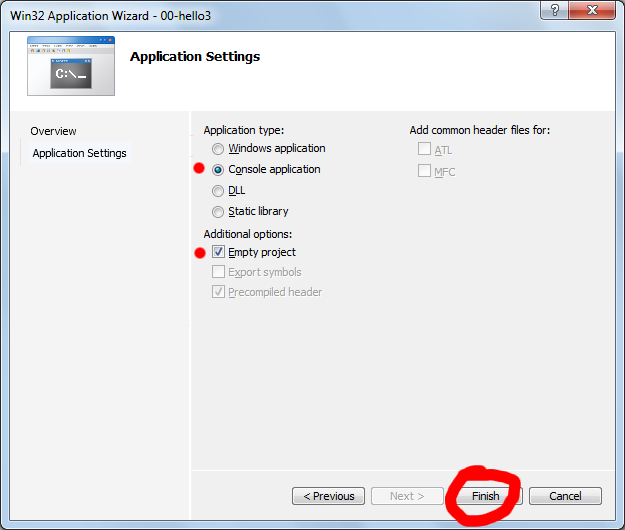 Win32 Application Wizard - 00-hello3
C:\_
Application Settings
Overview
Application Settings
Application type:
Windows application
Console application
DLL
Static library
Additional options:
Empty project
Export symbols
Precompiled header
Add common header files for:
ATL
MFC
< Previous
Next >
Finish
Cancel